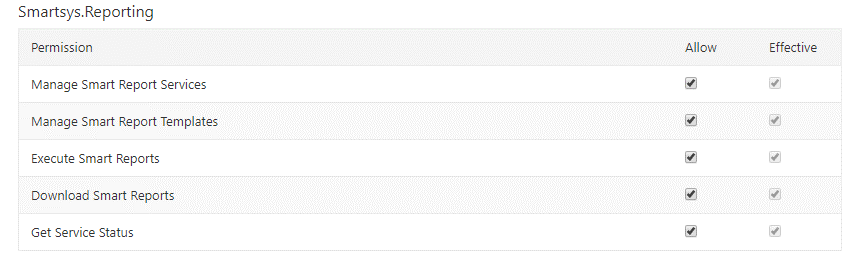 Smartsys.Reporting
Permission Allow Effective
Manage Smart Report Services
Manage Smart Report Templates
Execute Smart Reports
Download Smart Reports
Get Service Status